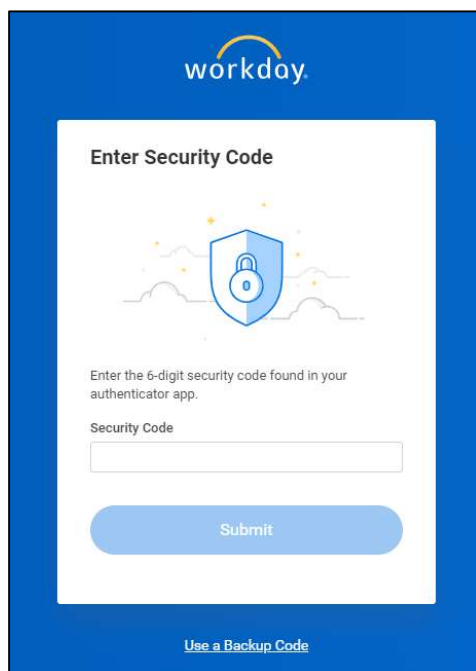 workday.
Enter Security Code
Enter the 6-digit security code found in your
authenticator app.
Security Code
Submit
Use a Backup Code